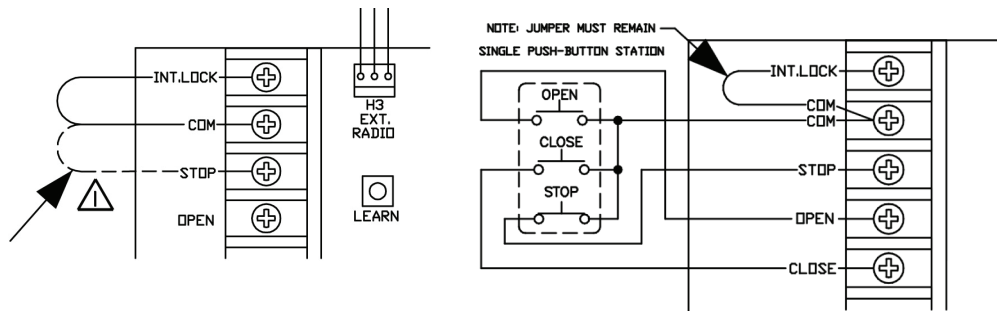 INT.LOCK
COM
STOP
OPEN
H3
EXT.
RADIO
LEARN
NOTE: JUMPER MUST REMAIN
SINGLE PUSH-BUTTON STATION
OPEN
CLOSE
STOP
INT.LOCK
COM
COM
STOP
OPEN
CLOSE